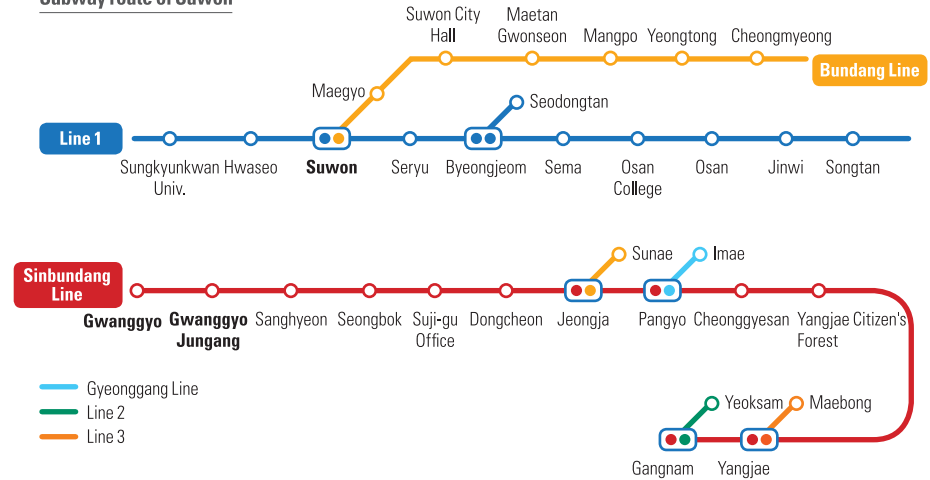 Subway route of Suwon
Suwon City
Hall
Maetan
Gwonseon
Mangpo
Yeongtong
Cheongmyeong
Bundang Line
Maegyo
Seodongtan
Line 1
Sungkyunkwan
Univ.
Hwaseo
Suwon
Seryu
Byeongjeom
Sema
Osan
College
Osan
Jinwi
Songtan
Sunae
Imae
Sinbundang
Line
Gwanggyo
Gwanggyo
Jungang
Sanghyeon
Seongbok
Suji-gu
Office
Dongcheon
Jeongja
Pangyo
Cheonggyesan
Yangjae Citizen's
Forest
Gyeonggang Line
Line 2
Line 3
Yeoksam
Maebong
Gangnam
Yangjae